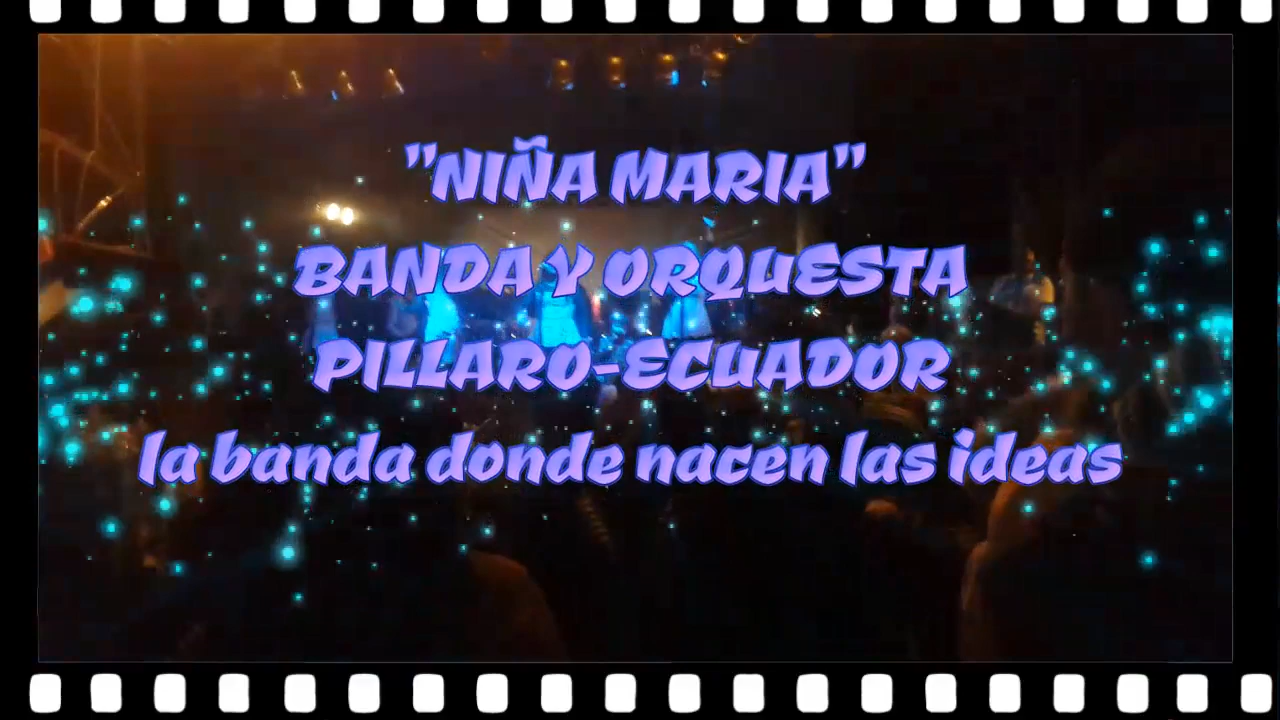 "NIÑA MARIA"
BANDA Y ORQUESTA
PILLARO-ECUADOR
la banda donde nacen las ideas